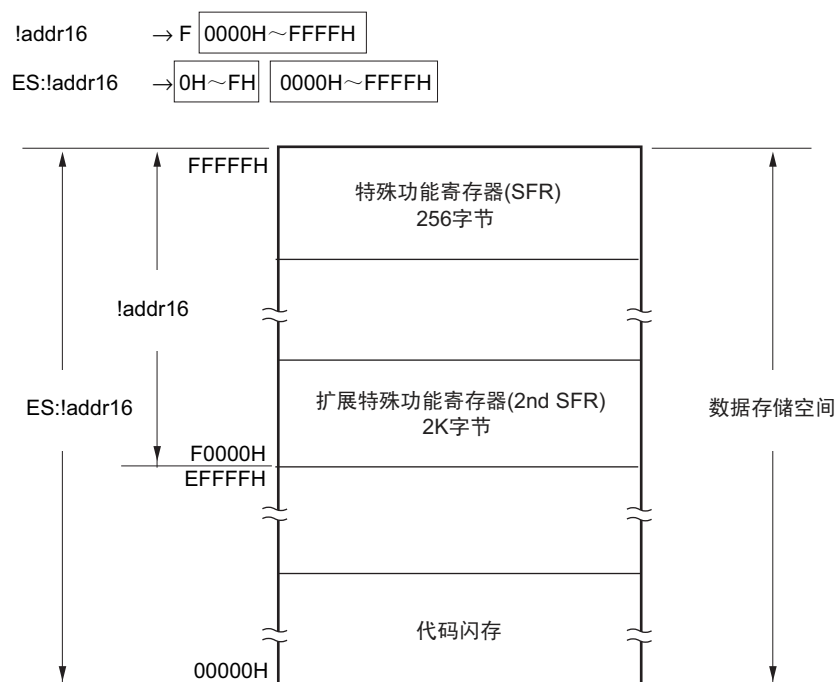 !addr16 → F 0000H～FFFFH
ES:!addr16 → 0H～FH 0000H～FFFFH
FFFFFH
特殊功能寄存器(SFR)
256字节
!addr16
扩展特殊功能寄存器(2nd SFR)
2K字节
ES:!addr16
数据存储空间
F0000H
EFFFFH
代码闪存
00000H